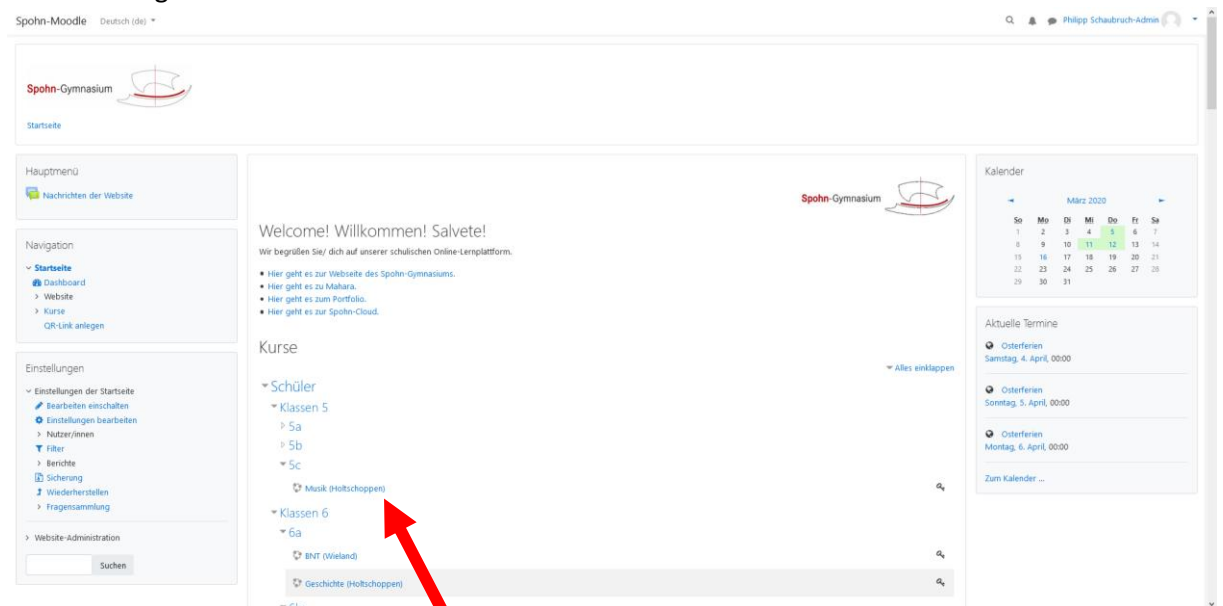 Spohn-Moodle Deutsch (de)
Philipp Schaubruch-Admin
Spohn-Gymnasium
Startseite
Hauptmenü
Nachrichten der Website
Navigation
Startseite
Dashboard
Website
Kurse
QR-Link anlegen
Einstellungen
Einstellungen der Startseite
Bearbeiten einschalten
Einstellungen bearbeiten
Nutzer/innen
Filter
Berichte
Sicherung
Wiederherstellen
Fragensammlung
Website-Administration
Suchen
Spohn-Gymnasium
Welcome! Willkommen! Salvete!
Wir begrüßen Sie/ dich auf unserer schulischen Online-Lernplattform.
• Hier geht es zur Webseite des Spohn-Gymnasiums.
• Hier geht es zu Mahara.
• Hier geht es zum Portfolio.
• Hier geht es zur Spohn-Cloud.
Kurse
Alles einklappen
Schüler
Klassen 5
5a
5b
5c
Musik (Holtschoppen)
Klassen 6
6a
BNT (Wieland)
Geschichte (Holtschoppen)
Kalender
März 2020
So Mo Di Mi Do Fr Sa
1 2 3 4 5 6 7
8 9 10 11 12 13 14
15 16 17 18 19 20 21
22 23 24 25 26 27 28
29 30 31
Aktuelle Termine
Osterferien
Samstag, 4. April, 00:00
Osterferien
Sonntag, 5. April, 00:00
Osterferien
Montag, 6. April, 00:00
Zum Kalender ...